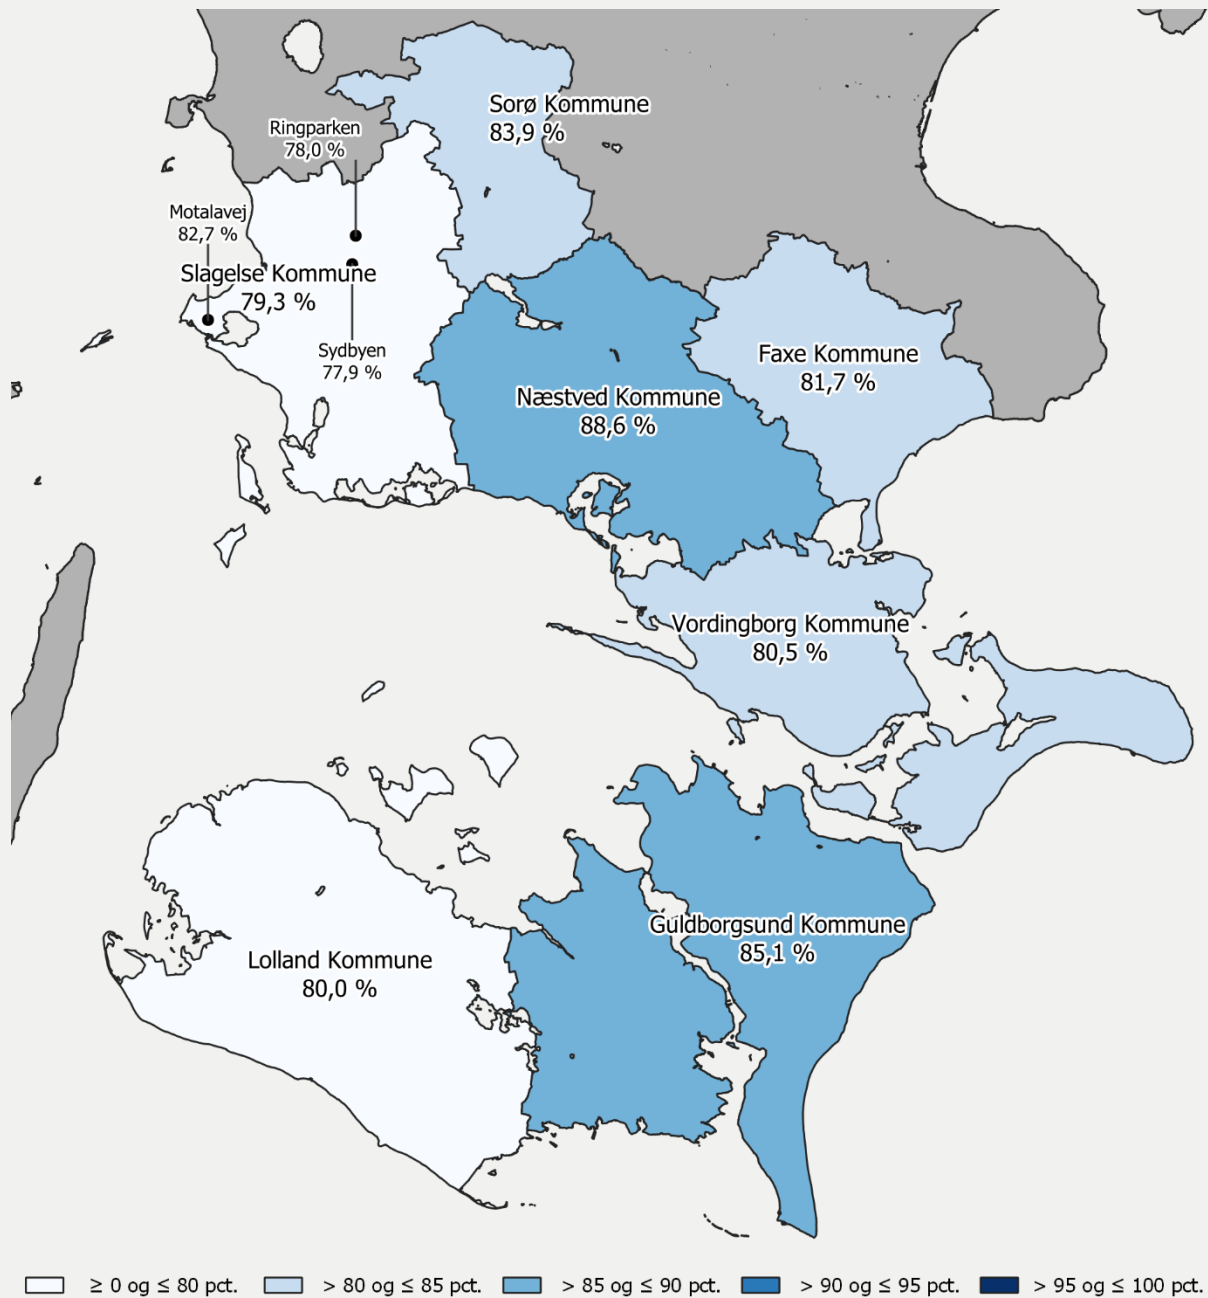 Sorø Kommune
83,9 %
Ringparken
78,0 %
Motalavej
82,7 %
Slagelse Kommune
79,3 %
Sydbyen
77,9 %
Faxe Kommune
81,7 %
Næstved Kommune
88,6 %
Vordingborg Kommune
80,5 %
Guldborgsund Kommune
85,1 %
Lolland Kommune
80,0 %
≥ 0 og ≤ 80 pct.
> 80 og ≤ 85 pct.
> 85 og ≤ 90 pct.
> 90 og ≤ 95 pct.
> 95 og ≤ 100 pct.